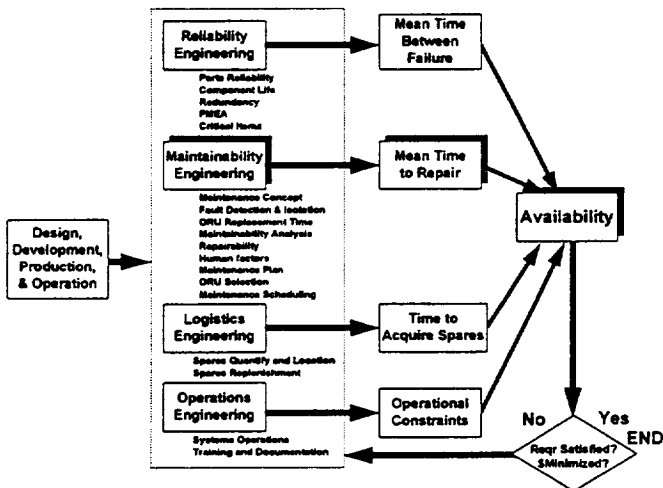 Reliability
Engineering
Parts Reliability
Component Life
Redundancy
FMEA
Critical Items
Mean Time
Between
Failure
Maintainability
Engineering
Maintenance Concept
Fault Detection & Isolation
ORU Replacement Time
Maintainability Analysis
Repairability
Human factors
Maintenance Plan
ORU Selection
Maintenance Scheduling
Mean Time
to Repair
Availability
Design,
Development,
Production,
& Operation
Logistics
Engineering
Spares Quantify and Location
Spares Replenishment
Time to
Acquire Spares
Operations
Engineering
Systems Operations
Training and Documentation
Operational
Constraints
No
Yes
END
Reqr Satisfied?
$Minimized?